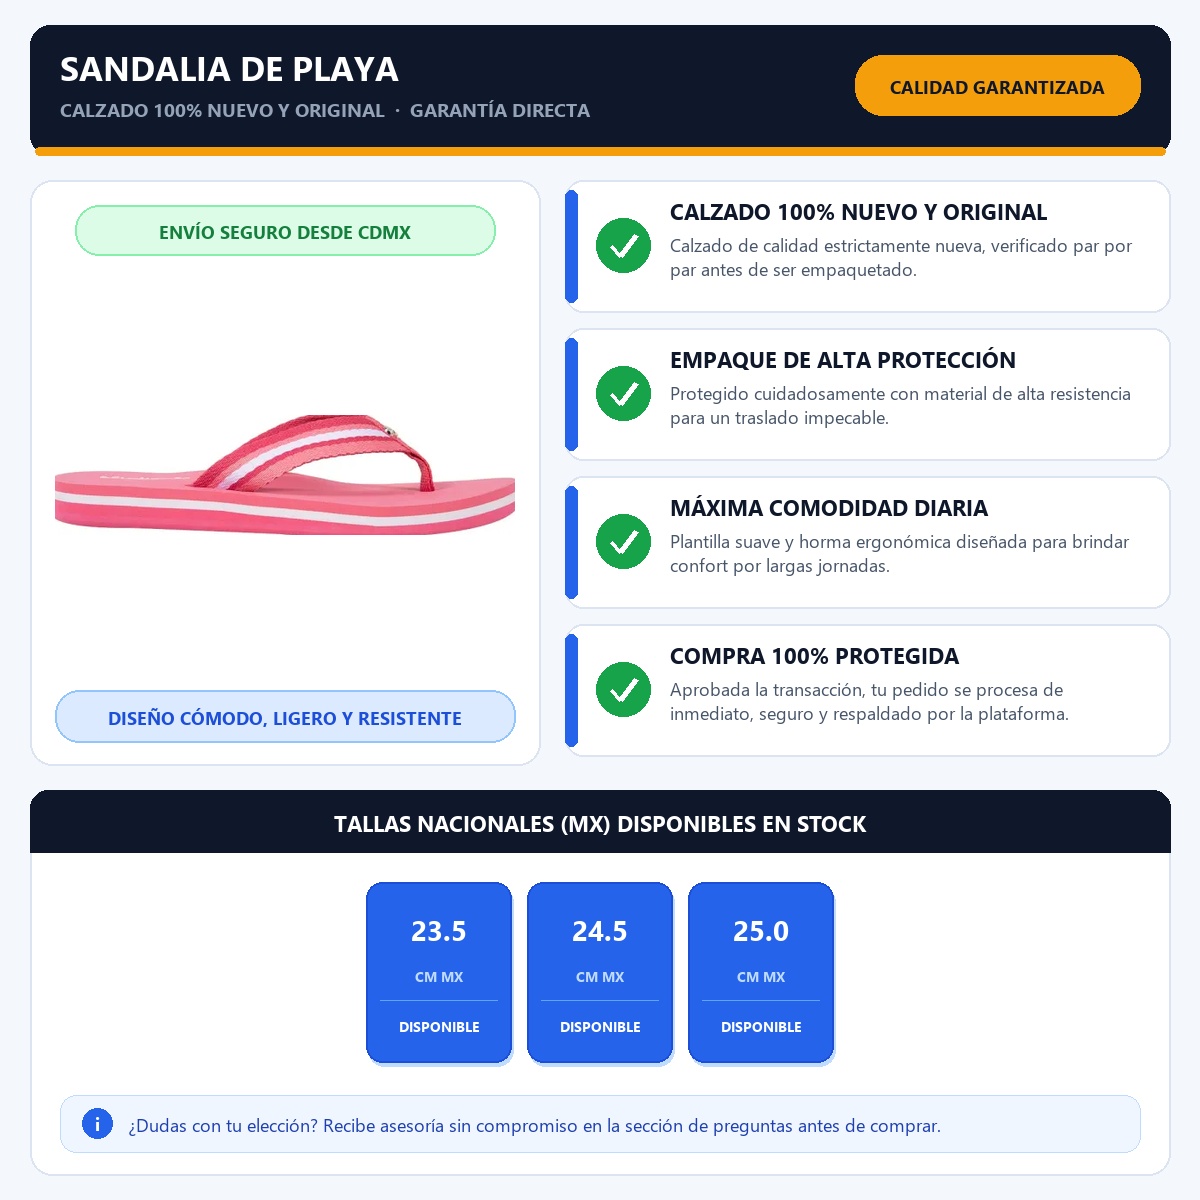 SANDALIA DE PLAYA
CALZADO 100% NUEVO Y ORIGINAL · GARANTÍA DIRECTA
CALIDAD GARANTIZADA
ENVÍO SEGURO DESDE CDMX
DISEÑO CÓMODO, LIGERO Y RESISTENTE
CALZADO 100% NUEVO Y ORIGINAL
Calzado de calidad estrictamente nueva, verificado par por
par antes de ser empaquetado.
EMPAQUE DE ALTA PROTECCIÓN
Protegido cuidadosamente con material de alta resistencia
para un traslado impecable.
MÁXIMA COMODIDAD DIARIA
Plantilla suave y horma ergonómica diseñada para brindar
confort por largas jornadas.
COMPRA 100% PROTEGIDA
Aprobada la transacción, tu pedido se procesa de
inmediato, seguro y respaldado por la plataforma.
TALLAS NACIONALES (MX) DISPONIBLES EN STOCK
23.5
CM MX
DISPONIBLE
24.5
CM MX
DISPONIBLE
25.0
CM MX
DISPONIBLE
¿Dudas con tu elección? Recibe asesoría sin compromiso en la sección de preguntas antes de comprar.